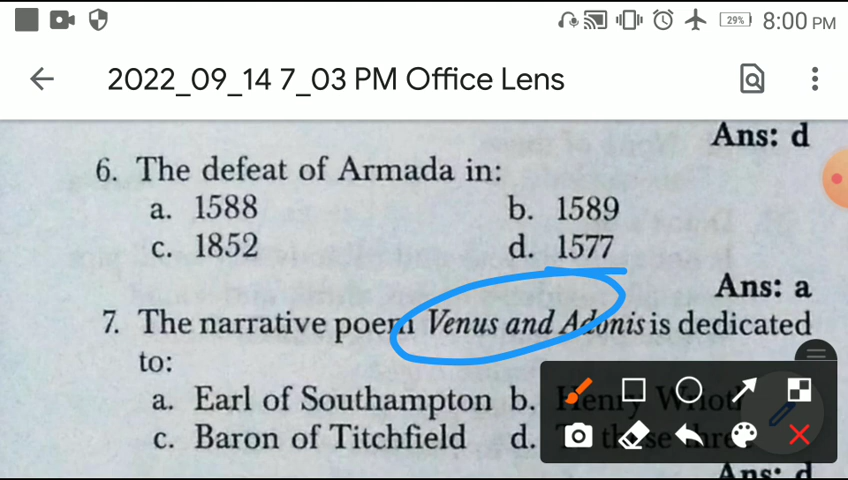 29% 8:00 PM
2022_09_14 7_03 PM Office Lens
Ans: d
6. The defeat of Armada in:
a. 1588 b. 1589
c. 1852 d. 1577
Ans: a
7. The narrative poem Venus and Adonis is dedicated
to:
a. Earl of Southampton b. Henry
c. Baron of Titchfield d.
Ans: d